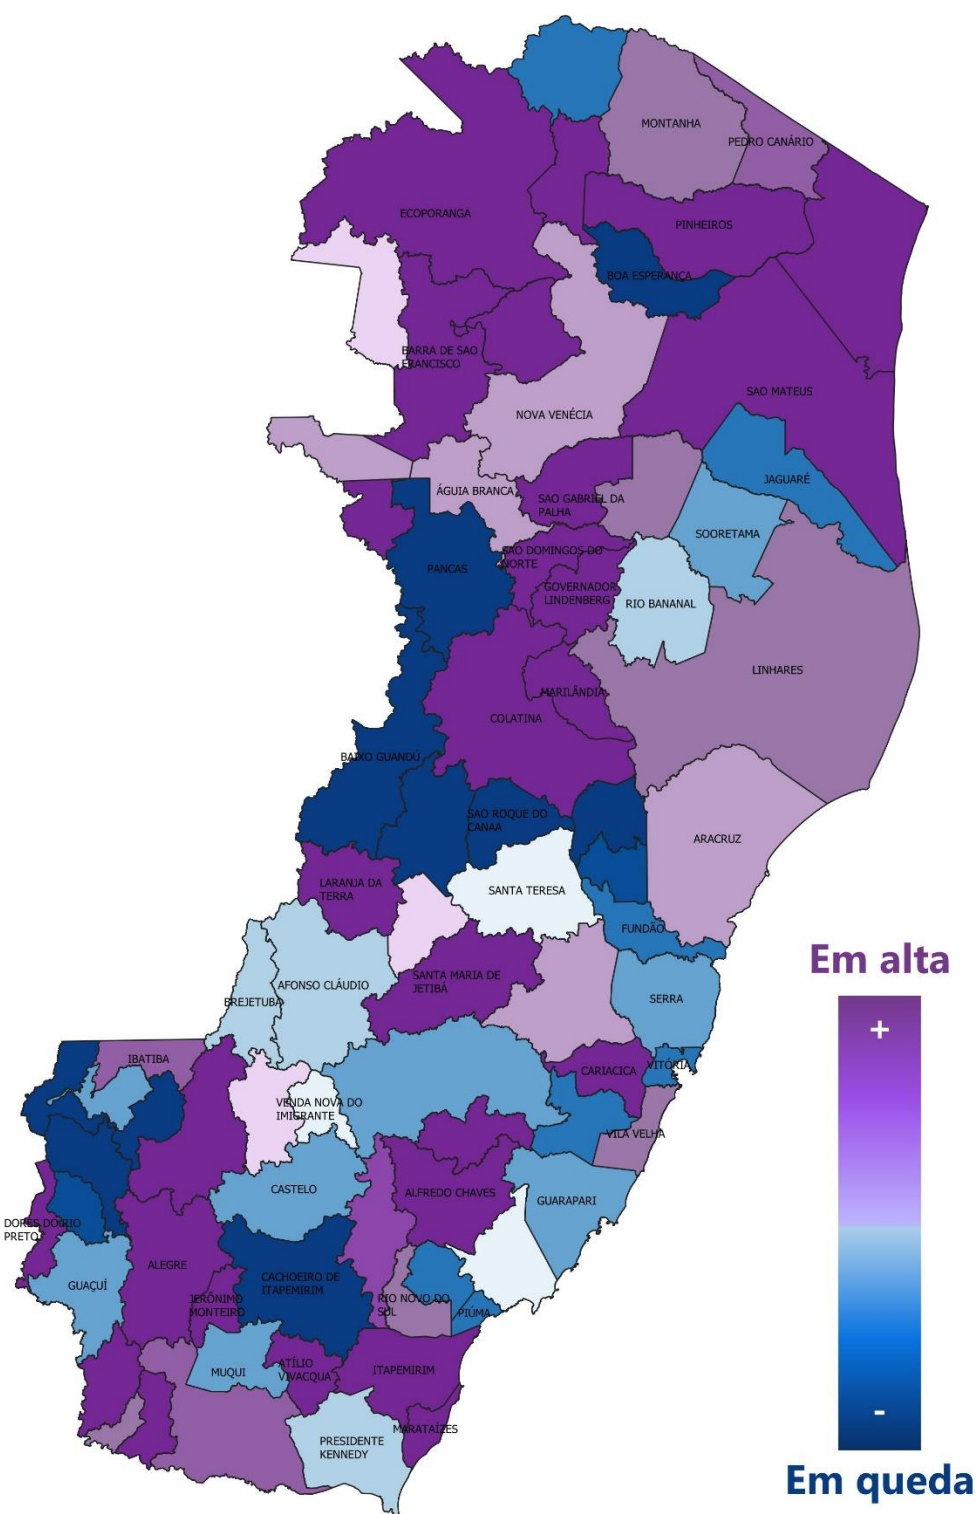 MONTANHA
PEDRO CANÁRIO
ECOPORANGA
PINHEIROS
BOA ESPERANÇA
BARRA DE SAO
FRANCISCO
SAO MATEUS
NOVA VENÉCIA
JAGUARÉ
ÁGUIA BRANCA
SAO GABRIEL DA
PALHA
SOORETAMA
SAO DOMINGOS DO
NORTE
PANCAS
GOVERNADOR
LINDENBERG
RIO BANANAL
LINHARES
MARILÂNDIA
COLATINA
BAIXO GUANDÚ
SAO ROQUE DO
CANAA
ARACRUZ
LARANJA DA
TERRA
SANTA TERESA
FUNDÃO
Em alta
SANTA MARIA DE
JETIBÁ
AFONSO CLÁUDIO
BREJETUBA
SERRA
+
IBATIBA
CARIACICA
VITÓRIA
VENDA NOVA DO
IMIGRANTE
VILA VELHA
CASTELO
ALFREDO CHAVES
GUARAPARI
DORES DO RIO
PRETO
ALEGRE
GUAÇUÍ
CACHOEIRO DE
ITAPEMIRIM
JERÔNIMO
MONTEIRO
RIO NOVO DO
SUL
PIÚMA
MUQUI
ATÍLIO
VIVACQUA
ITAPEMIRIM
-
MARATAÍZES
PRESIDENTE
KENNEDY
Em queda